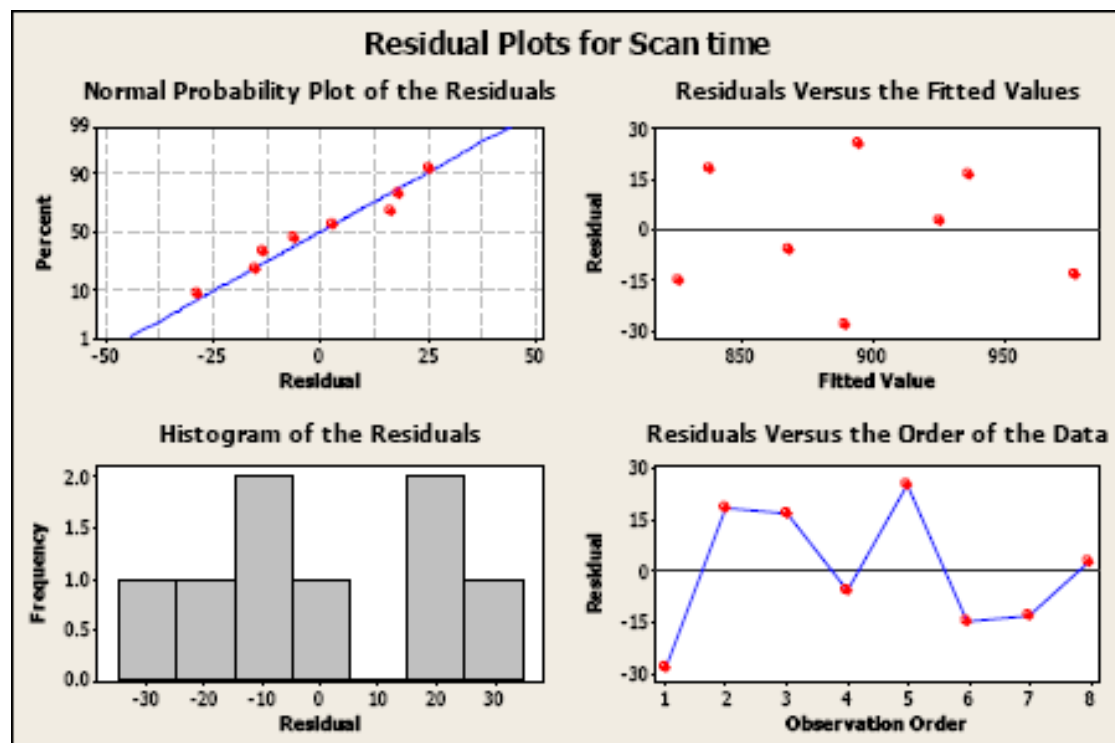 Residual Plots for Scan time
Normal Probability Plot of the Residuals
99
90
50
10
1
Percent
-50 -25 0 25 50
Residual
Residuals Versus the Fitted Values
30
15
0
-15
-30
Residual
850 900 950
Fitted Value
Histogram of the Residuals
2.0
1.5
1.0
0.5
0.0
Frequency
-30 -20 -10 0 10 20 30
Residual
Residuals Versus the Order of the Data
30
15
0
-15
-30
Residual
1 2 3 4 5 6 7 8
Observation Order